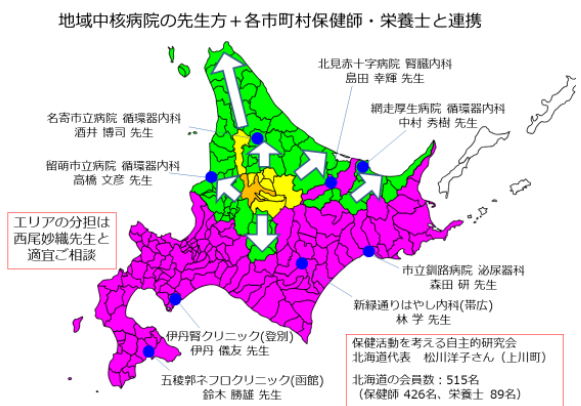 地域中核病院の先生方＋各市町村保健師・栄養士と連携
北見赤十字病院 腎臓内科
島田 幸輝 先生
網走厚生病院 循環器内科
中村 秀樹 先生
名寄市立病院 循環器内科
酒井 博司 先生
留萌市立病院 循環器内科
高橋 文彦 先生
エリアの分担は
西尾妙織先生と
適宜ご相談
市立釧路病院 泌尿器科
森田 研 先生
新緑通りはやし内科(帯広)
林 学 先生
伊丹腎クリニック(登別)
伊丹 儀友 先生
五稜郭ネフロクリニック(函館)
鈴木 勝雄 先生
保健活動を考える自主的研究会
北海道代表　松川洋子さん（上川町）
北海道の会員数：515名
（保健師 426名、栄養士 89名）